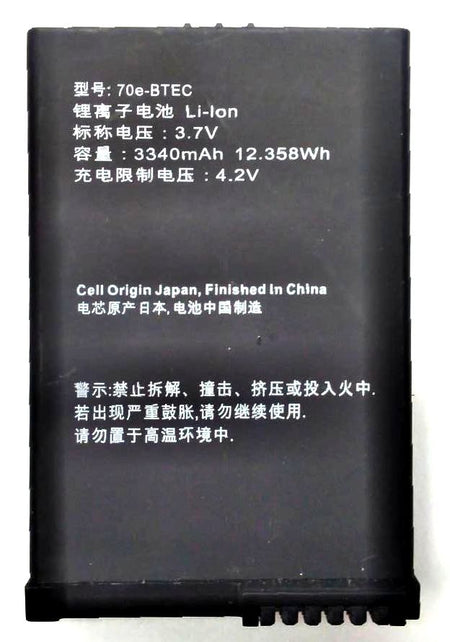 型号: 70e-BTEC
锂离子电池 Li-Ion
标称电压：3.7V
容量：3340mAh 12.358Wh
充电限制电压：4.2V
Cell Origin Japan, Finished In China
电芯原产日本, 电池中国制造
警示:禁止拆解、撞击、挤压或投入火中.
若出现严重鼓胀,请勿继续使用.
请勿置于高温环境中.